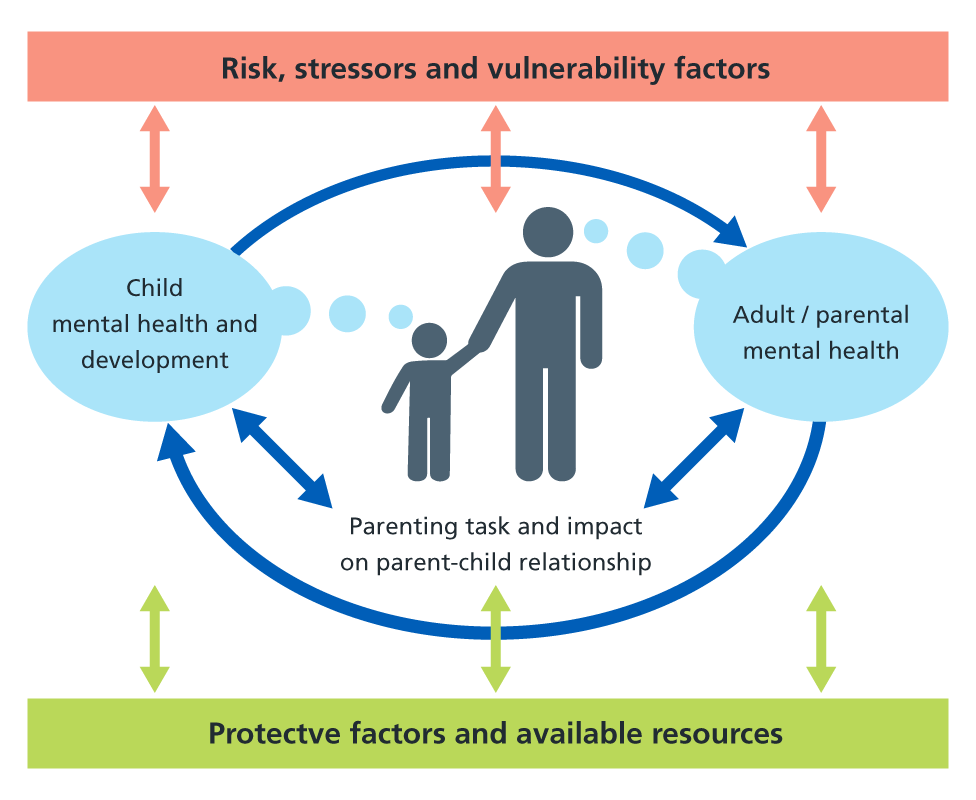 Risk, stressors and vulnerability factors
Child
mental health and
development
Adult / parental
mental health
Parenting task and impact
on parent-child relationship
Protectve factors and available resources